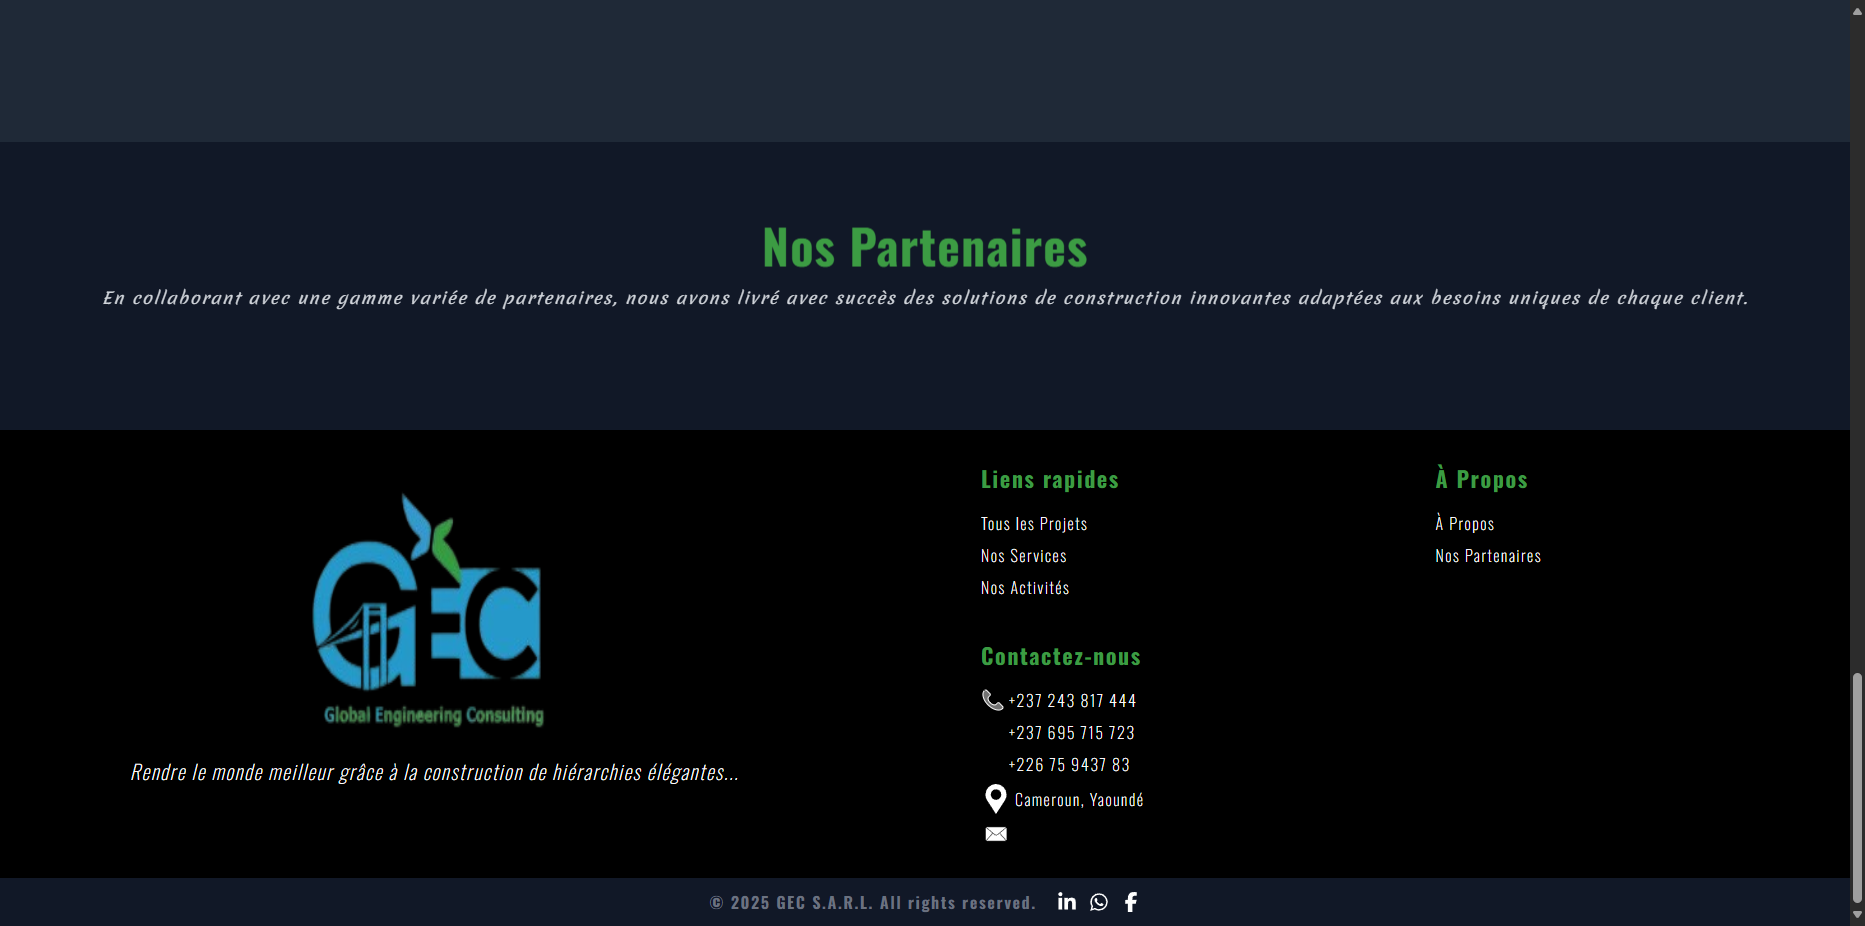 Nos Partenaires
En collaborant avec une gamme variée de partenaires, nous avons livré avec succès des solutions de construction innovantes adaptées aux besoins uniques de chaque client.
GEC
Global Engineering Consulting
Rendre le monde meilleur grâce à la construction de hiérarchies élégantes...
Liens rapides
Tous les Projets
Nos Services
Nos Activités
À Propos
À Propos
Nos Partenaires
Contactez-nous
+237 243 817 444
+237 695 715 723
+226 75 9437 83
Cameroun, Yaoundé
© 2025 GEC S.A.R.L. All rights reserved.